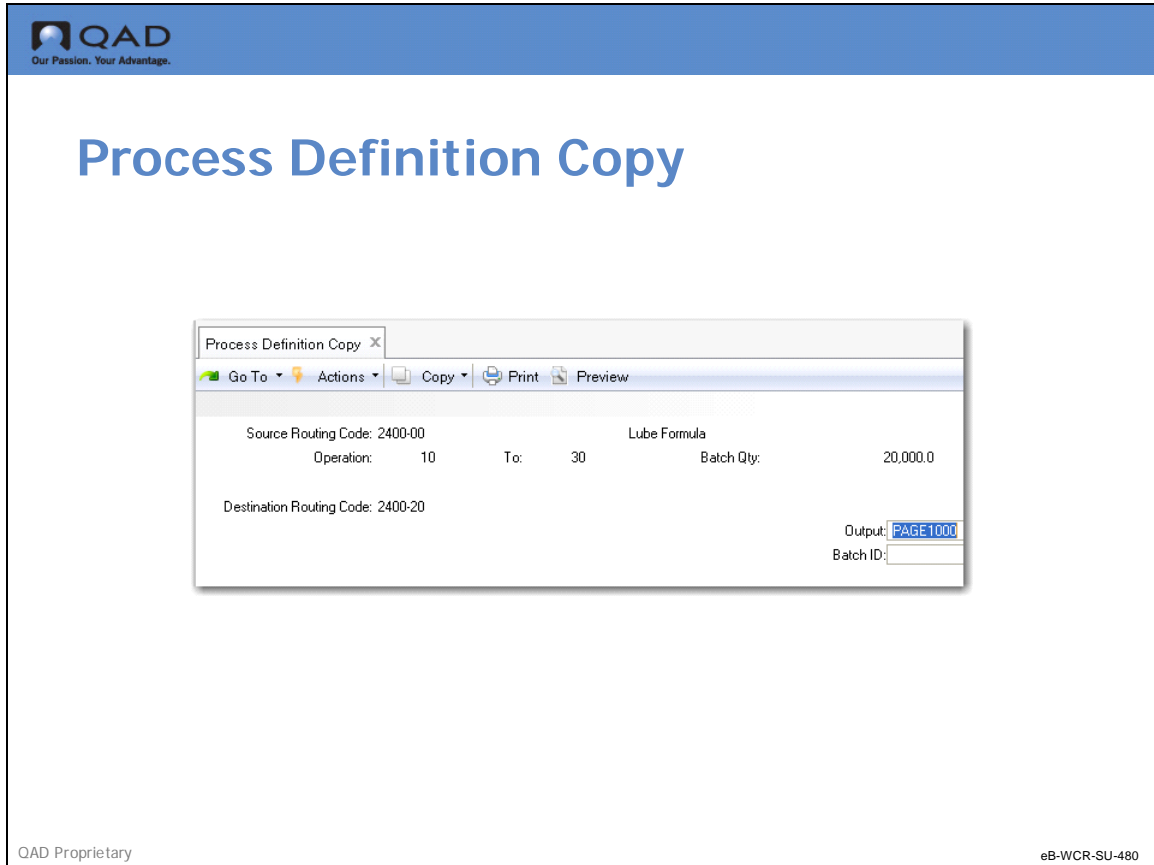 QAD
Our Passion. Your Advantage.
Process Definition Copy
Process Definition Copy
Go To Actions Copy Print Preview
Source Routing Code: 2400-00 Lube Formula
Operation: 10 To: 30 Batch Qty: 20,000.0
Destination Routing Code: 2400-20
Output: PAGE1000
Batch ID:
QAD Proprietary eB-WCR-SU-480